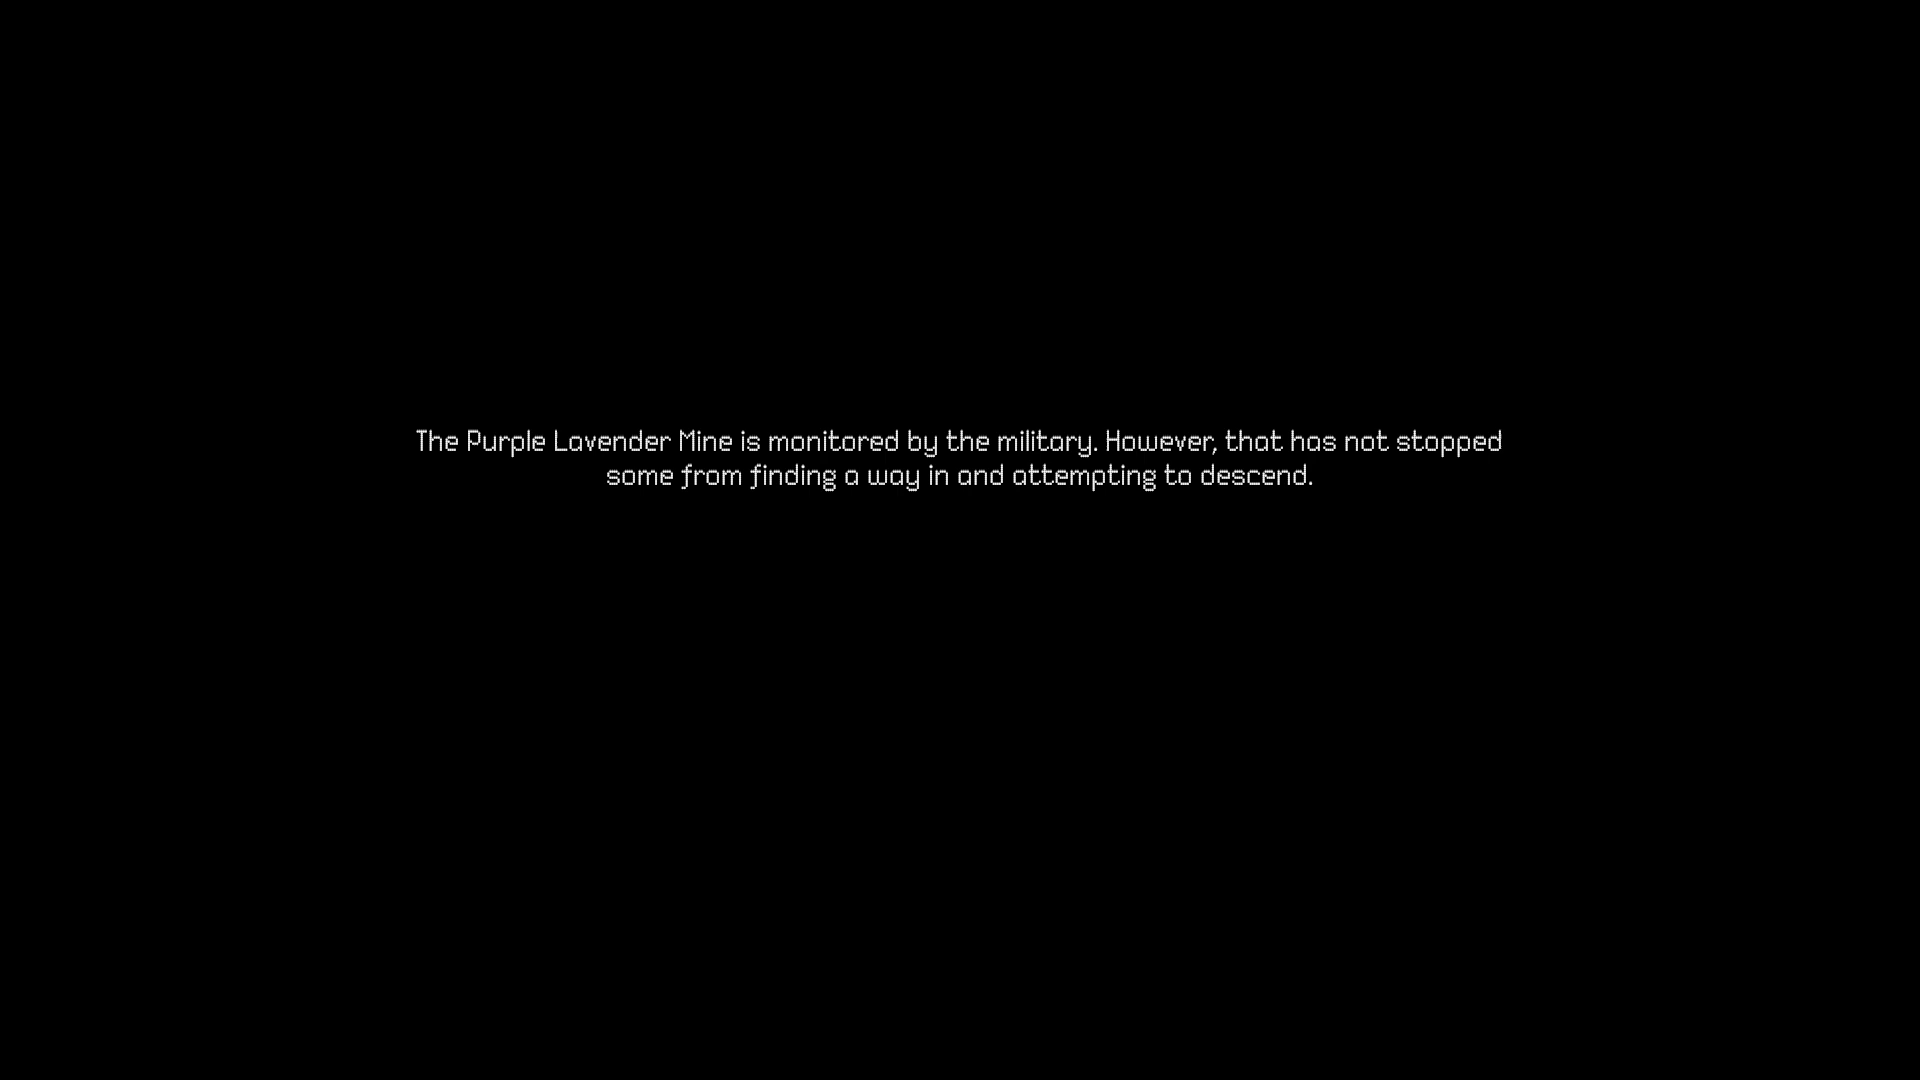 The Purple Lavender Mine is monitored by the military. However, that has not stopped
some from finding a way in and attempting to descend.